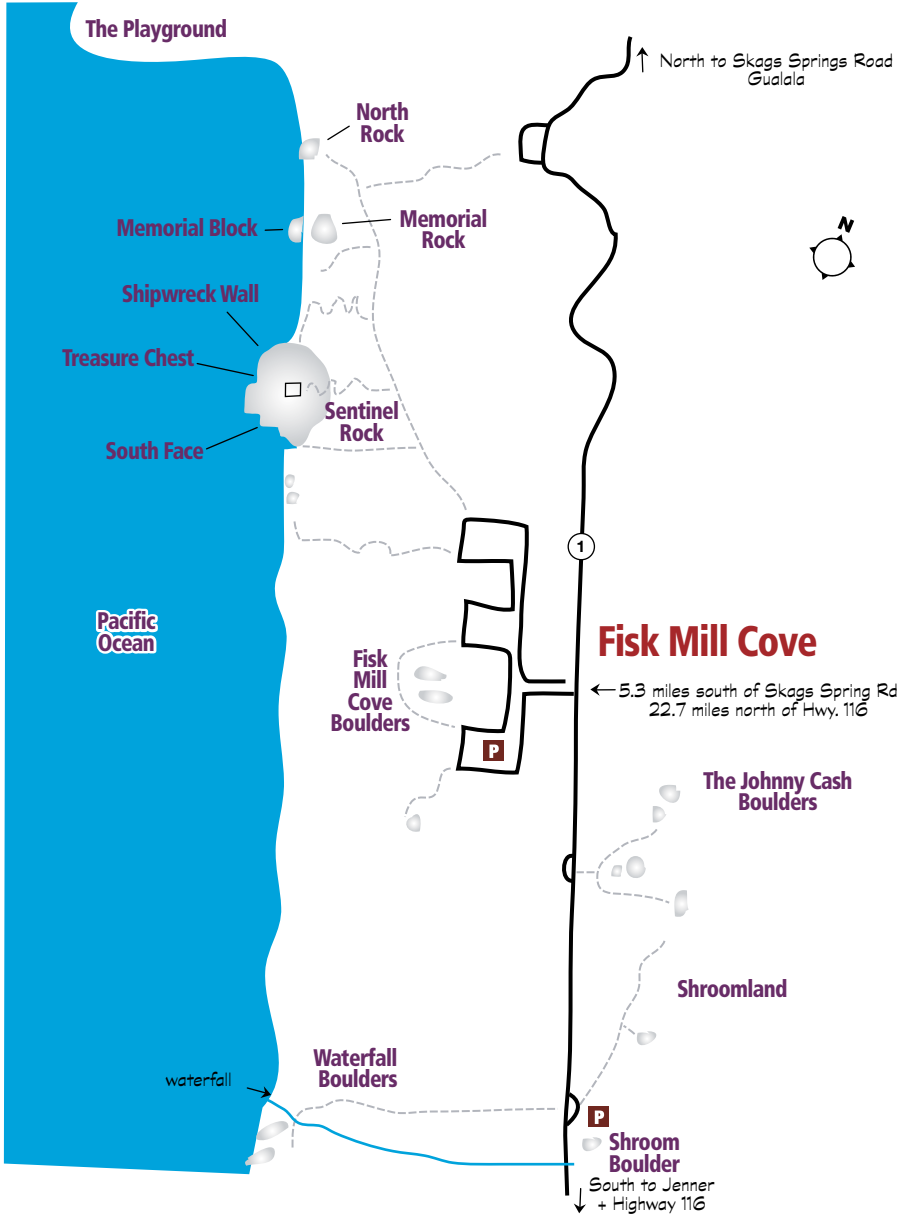 The Playground
North to Skags Springs Road
Gualala
North
Rock
Memorial Block
Memorial
Rock
N
Shipwreck Wall
Treasure Chest
Sentinel
Rock
South Face
1
Pacific
Ocean
Fisk Mill Cove
Fisk
Mill
Cove
Boulders
5.3 miles south of Skags Spring Rd
22.7 miles north of Hwy. 116
P
The Johnny Cash
Boulders
Shroomland
Waterfall
Boulders
waterfall
P
Shroom
Boulder
South to Jenner
+ Highway 116